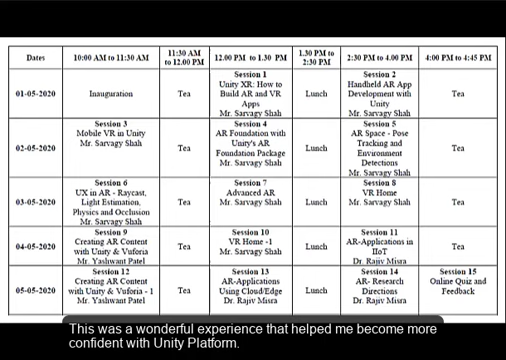 Dates 10:00 AM to 11:30 AM 11:30 AM to 12.00 PM 12.00 PM to 1.30 PM 1.30 PM to 2:30 PM 2:30 PM to 4.00 PM 4:00 PM to 4:45 PM
01-05-2020
Inauguration
Tea
Session 1
Unity XR: How to
Build AR and VR
Apps
Mr. Sarvagy Shah
Lunch
Session 2
Handheld AR App
Development with
Unity
Mr. Sarvagy Shah
Tea
02-05-2020
Session 3
Mobile VR in Unity
Mr. Sarvagy Shah
Tea
Session 4
AR Foundation with
Unity's AR
Foundation Package
Mr. Sarvagy Shah
Lunch
Session 5
AR Space - Pose
Tracking and
Environment
Detections
Mr. Sarvagy Shah
Tea
03-05-2020
Session 6
UX in AR - Raycast,
Light Estimation,
Physics and Occlusion
Mr. Sarvagy Shah
Tea
Session 7
Advanced AR
Mr. Sarvagy Shah
Lunch
Session 8
VR Home
Mr. Sarvagy Shah
Tea
04-05-2020
Session 9
Creating AR Content
with Unity & Vuforia
Mr. Yashwant Patel
Tea
Session 10
VR Home -1
Mr. Sarvagy Shah
Lunch
Session 11
AR-Applications in
IIoT
Dr. Rajiv Misra
Tea
05-05-2020
Session 12
Creating AR Content
with Unity & Vuforia - 1
Mr. Yashwant Patel
Tea
Session 13
AR-Applications
Using Cloud/Edge
Dr. Rajiv Misra
Lunch
Session 14
AR- Research
Directions
Dr. Rajiv Misra
Session 15
Online Quiz and
Feedback
This was a wonderful experience that helped me become more
confident with Unity Platform.